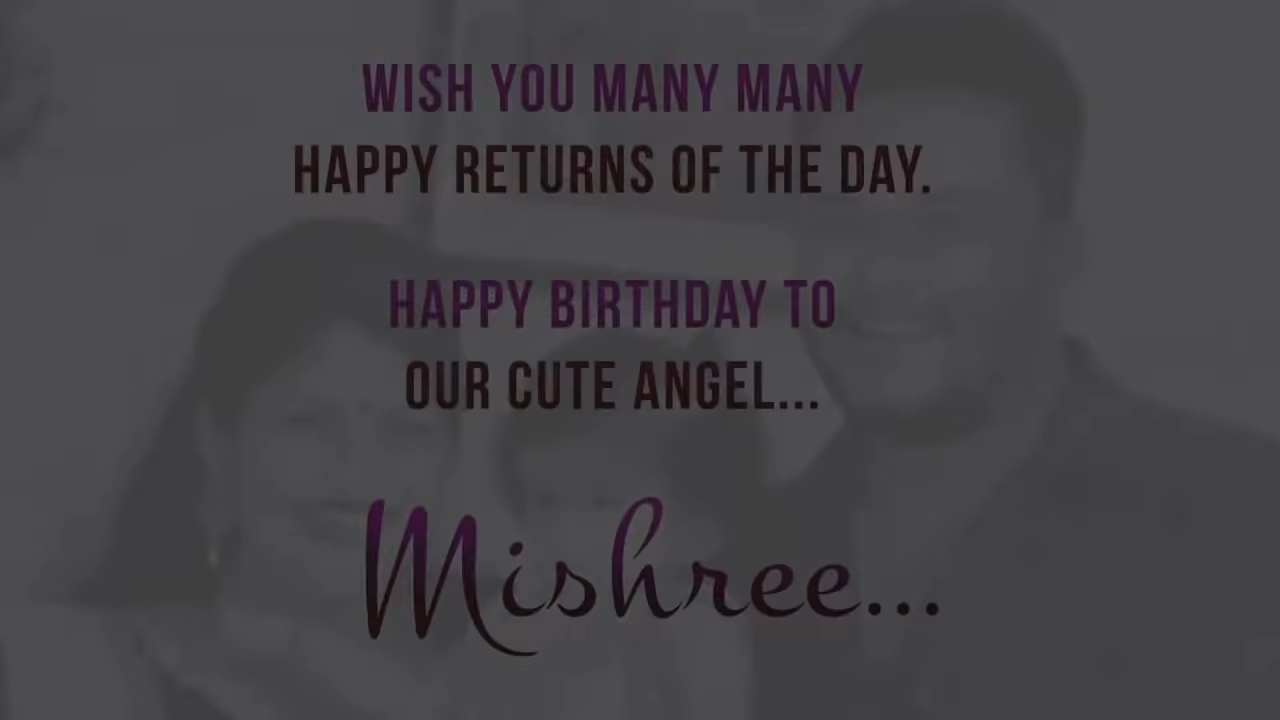 WISH YOU MANY MANY
HAPPY RETURNS OF THE DAY.
HAPPY BIRTHDAY TO
OUR CUTE ANGEL...
Mishree...